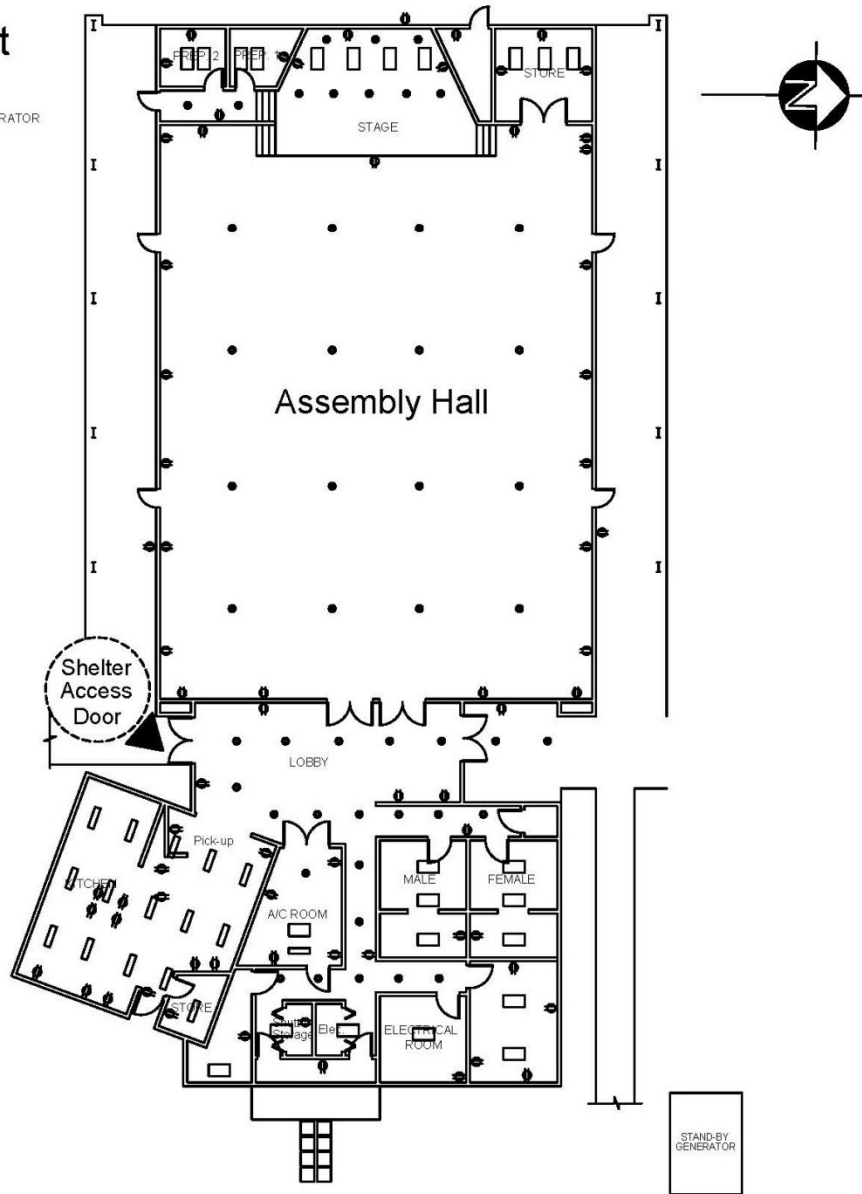 t
RATOR
PREP. 2
PREP. 1
STORE
N
STAGE
Assembly Hall
Shelter
Access
Door
LOBBY
Pick-up
KITCHEN
MALE
FEMALE
A/C ROOM
STORE
Storage
Elec.
ELECTRICAL
ROOM
STAND-BY
GENERATOR